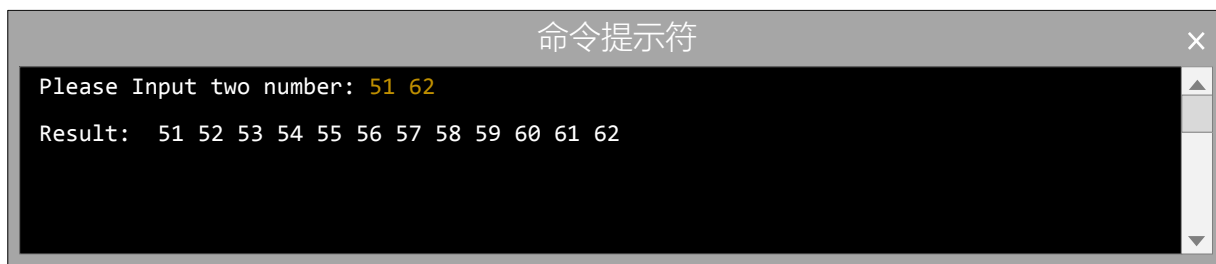 命令提示符
Please Input two number: 51 62
Result:  51 52 53 54 55 56 57 58 59 60 61 62